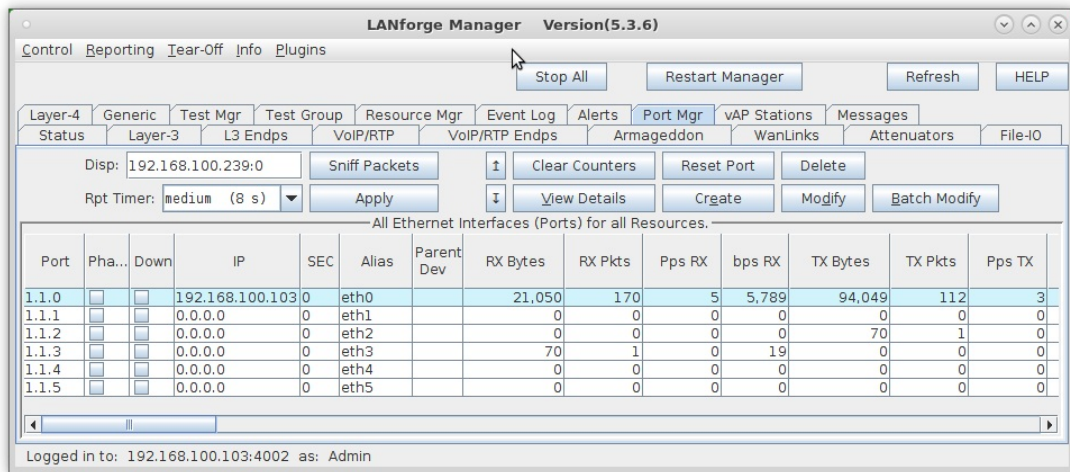 LANforge Manager Version(5.3.6)
Control Reporting Tear-Off Info Plugins
Stop All Restart Manager Refresh HELP
Layer-4 Generic Test Mgr Test Group Resource Mgr Event Log Alerts Port Mgr vAP Stations Messages
Status Layer-3 L3 Endps VoIP/RTP VoIP/RTP Endps Armageddon WanLinks Attenuators File-IO
Disp: 192.168.100.239:0 Sniff Packets ↑ Clear Counters Reset Port Delete
Rpt Timer: medium (8 s) Apply ↓ View Details Create Modify Batch Modify
All Ethernet Interfaces (Ports) for all Resources.
Port Pha... Down IP SEC Alias Parent Dev RX Bytes RX Pkts Pps RX bps RX TX Bytes TX Pkts Pps TX
1.1.0 192.168.100.103 0 eth0 21,050 170 5 5,789 94,049 112 3
1.1.1 0.0.0.0 0 eth1 0 0 0 0 0 0 0
1.1.2 0.0.0.0 0 eth2 0 0 0 0 70 1 0
1.1.3 0.0.0.0 0 eth3 70 1 0 19 0 0 0
1.1.4 0.0.0.0 0 eth4 0 0 0 0 0 0 0
1.1.5 0.0.0.0 0 eth5 0 0 0 0 0 0 0
Logged in to: 192.168.100.103:4002 as: Admin